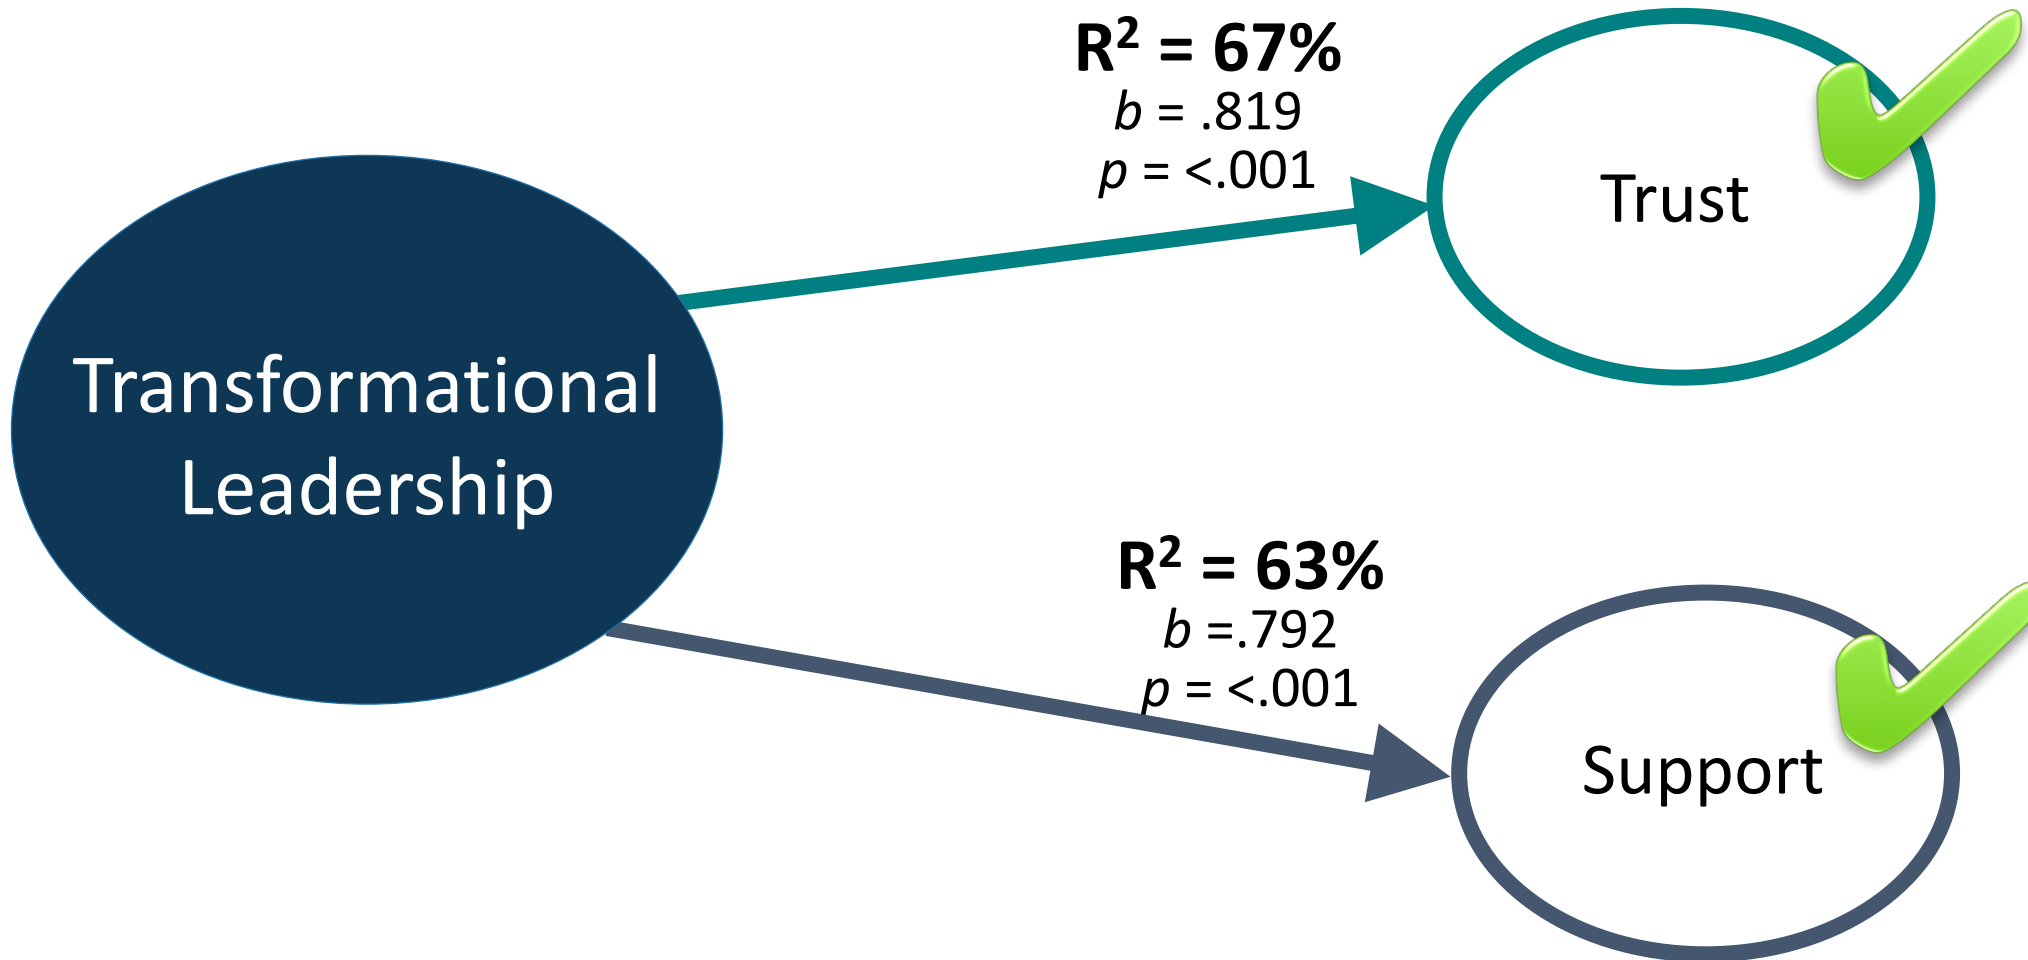 R² = 67%
b = .819
p = <.001
Trust
Transformational
Leadership
R² = 63%
b =.792
p = <.001
Support